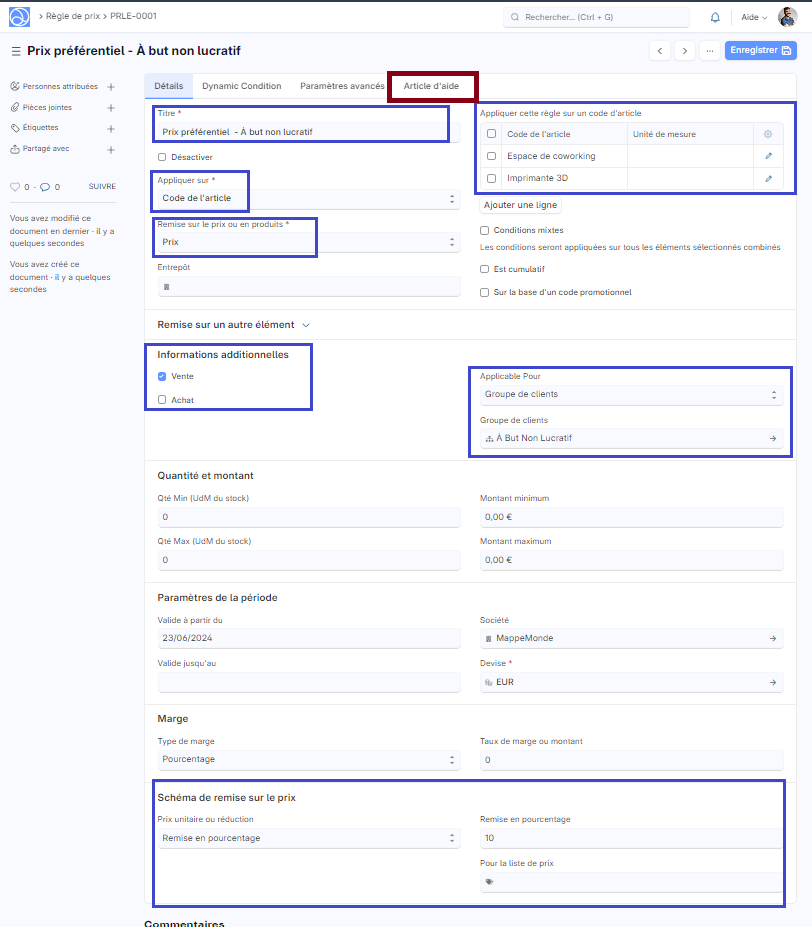 Règle de prix
PRLE-0001
Rechercher... (Ctrl + G)
Aide
Prix préférentiel - À but non lucratif
Enregistrer
Personnes attribuées
Pièces jointes
Étiquettes
Partagé avec
0 · 0 SUIVRE
Vous avez modifié ce
document en dernier · il y a
quelques secondes
Vous avez créé ce
document · il y a quelques
secondes
Détails
Dynamic Condition
Paramètres avancés
Article d'aide
Titre *
Prix préférentiel - À but non lucratif
Désactiver
Appliquer sur *
Code de l'article
Remise sur le prix ou en produits *
Prix
Entrepôt
Appliquer cette règle sur un code d'article
Code de l'article
Unité de mesure
Espace de coworking
Imprimante 3D
Ajouter une ligne
Conditions mixtes
Les conditions seront appliquées sur tous les éléments sélectionnés combinés
Est cumulatif
Sur la base d'un code promotionnel
Remise sur un autre élément
Informations additionnelles
Vente
Achat
Applicable Pour
Groupe de clients
Groupe de clients
À But Non Lucratif
Quantité et montant
Qté Min (UdM du stock)
0
Qté Max (UdM du stock)
0
Montant minimum
0,00 €
Montant maximum
0,00 €
Paramètres de la période
Valide à partir du
23/06/2024
Valide jusqu'au
Société
MappeMonde
Devise *
EUR
Marge
Type de marge
Pourcentage
Taux de marge ou montant
0
Schéma de remise sur le prix
Prix unitaire ou réduction
Remise en pourcentage
Remise en pourcentage
10
Pour la liste de prix
Commentaires